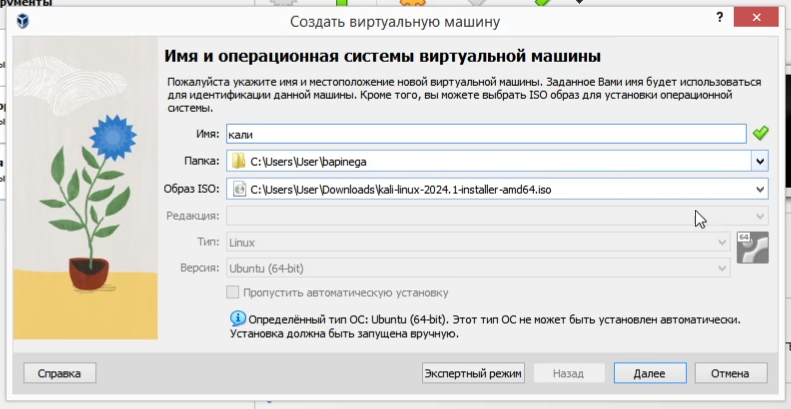 рументы
Создать виртуальную машину
?
Имя и операционная системы виртуальной машины
Пожалуйста укажите имя и местоположение новой виртуальной машины. Заданное Вами имя будет использоваться
для идентификации данной машины. Кроме того, вы можете выбрать ISO образ для установки операционной
системы.
Имя: кали
Папка: C:\Users\User\bapinega
Образ ISO: C:\Users\User\Downloads\kali-linux-2024.1-installer-amd64.iso
Редакция:
Тип: Linux
64
Версия: Ubuntu (64-bit)
Пропустить автоматическую установку
Определённый тип ОС: Ubuntu (64-bit). Этот тип ОС не может быть установлен автоматически.
Установка должна быть запущена вручную.
Справка Экспертный режим Назад Далее Отмена